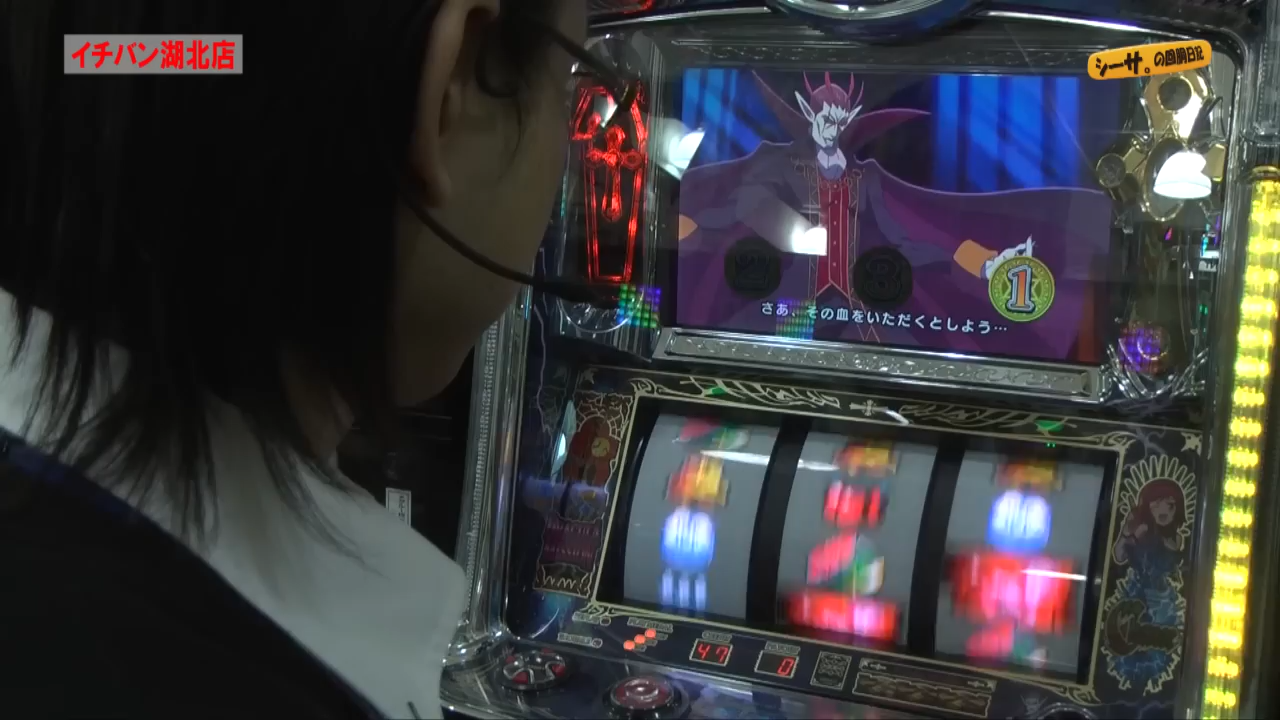 イチバン湖北店
シーサ。の回胴日記
1
さあ、その血をいただくとしよう…
47
0